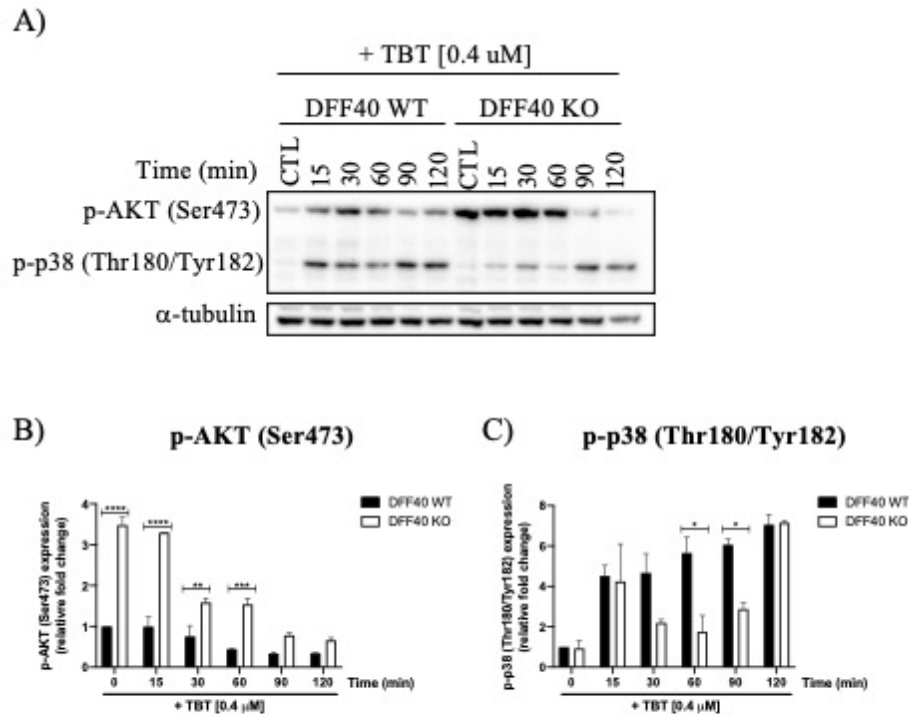 A)
+ TBT [0.4 uM]
DFF40 WT DFF40 KO
Time (min) CTL 15 30 60 90 120 CTL 15 30 60 90 120
p-AKT (Ser473)
p-p38 (Thr180/Tyr182)
α-tubulin
B) p-AKT (Ser473)
p-AKT (Ser473) expression
(relativre fold change)
4
3
2
1
0
**** **** ** ***
DFF40 WT
DFF40 KO
0 15 30 60 90 120 Time (min)
+ TBT [0.4 μM]
C) p-p38 (Thr180/Tyr182)
p-p38 (Thr180/Tyr182) expression
(relative fold change)
8
6
4
2
0
* *
DFF40 WT
DFF40 KO
0 15 30 60 90 120 Time (min)
+ TBT [0.4 μM]